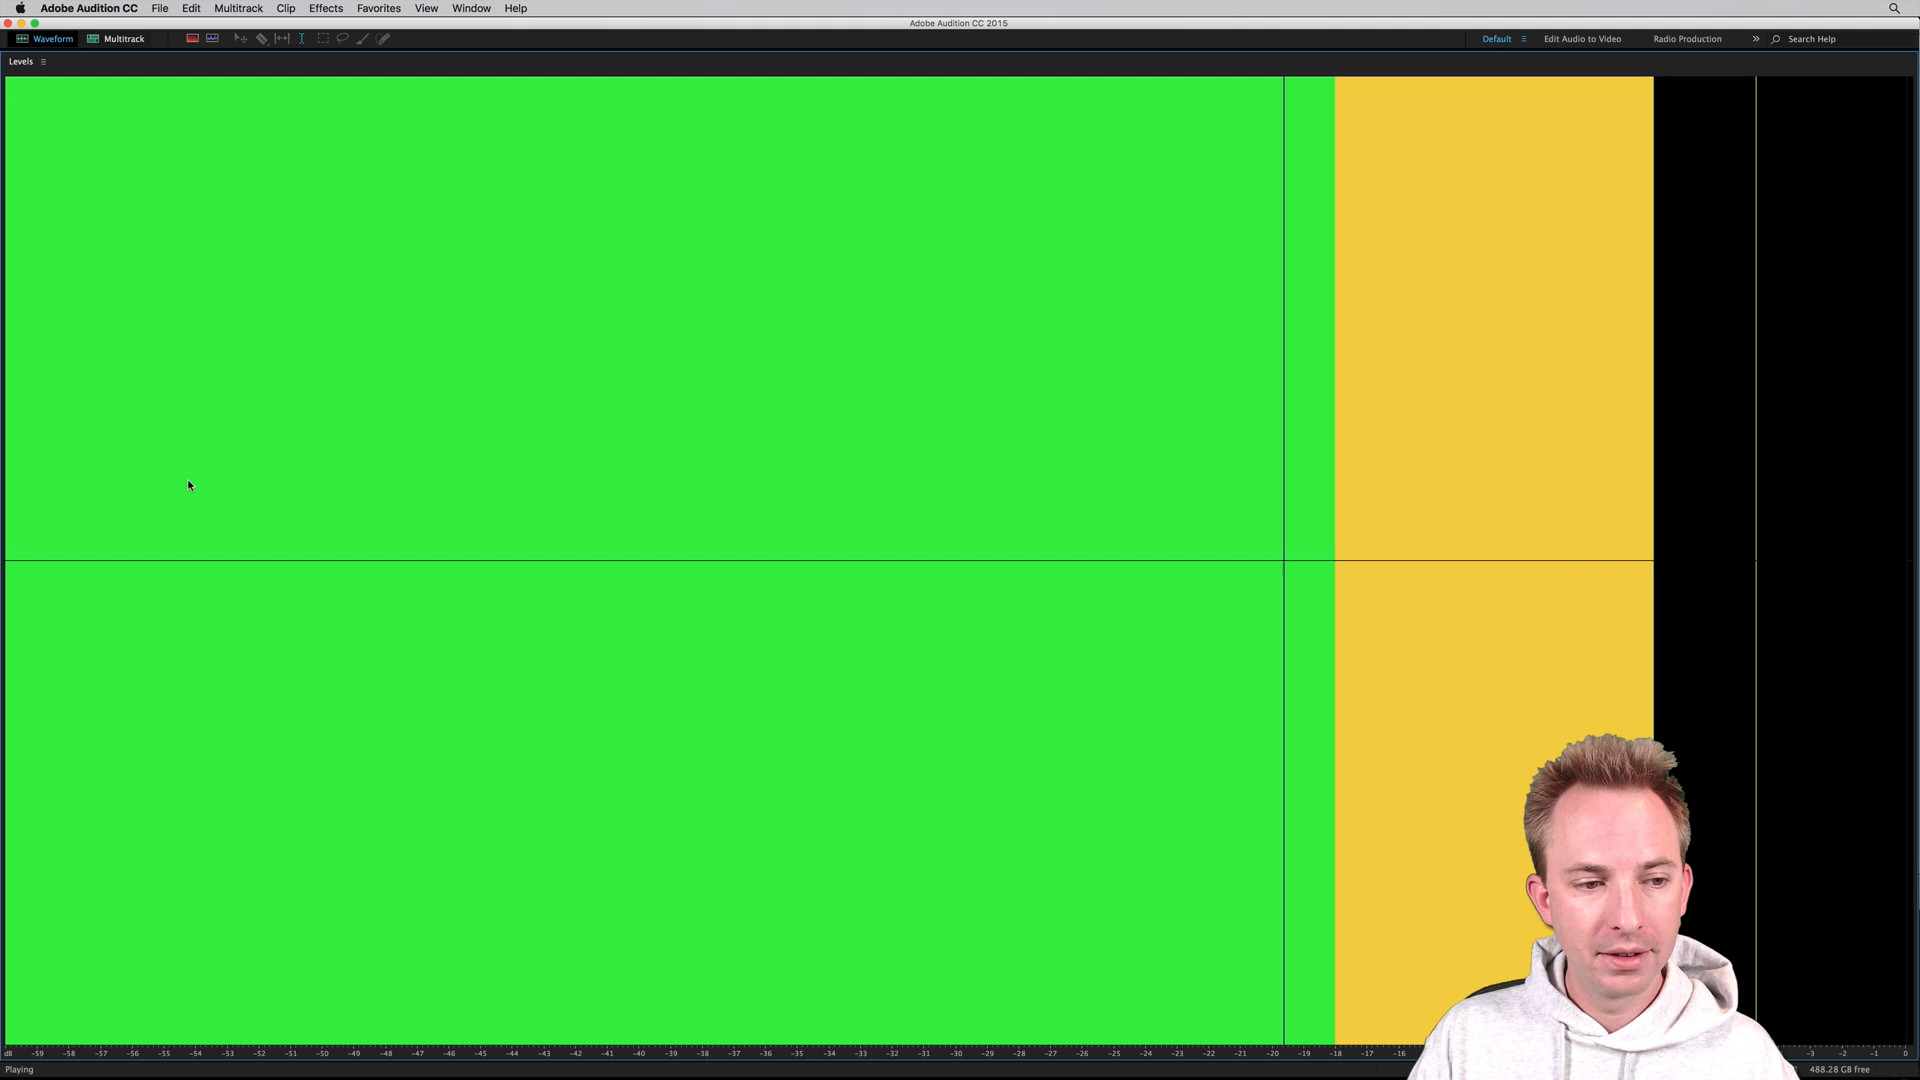 Adobe Audition CC File Edit Multitrack Clip Effects Favorites View Window Help
Adobe Audition CC 2015
Waveform Multitrack Default Edit Audio to Video Radio Production Search Help
Levels
dB -59 -58 -57 -56 -55 -54 -53 -52 -51 -50 -49 -48 -47 -46 -45 -44 -43 -42 -41 -40 -39 -38 -37 -36 -35 -34 -33 -32 -31 -30 -29 -28 -27 -26 -25 -24 -23 -22 -21 -20 -19 -18 -17 -16 -3 -2 -1 0
Playing 488.28 GB free